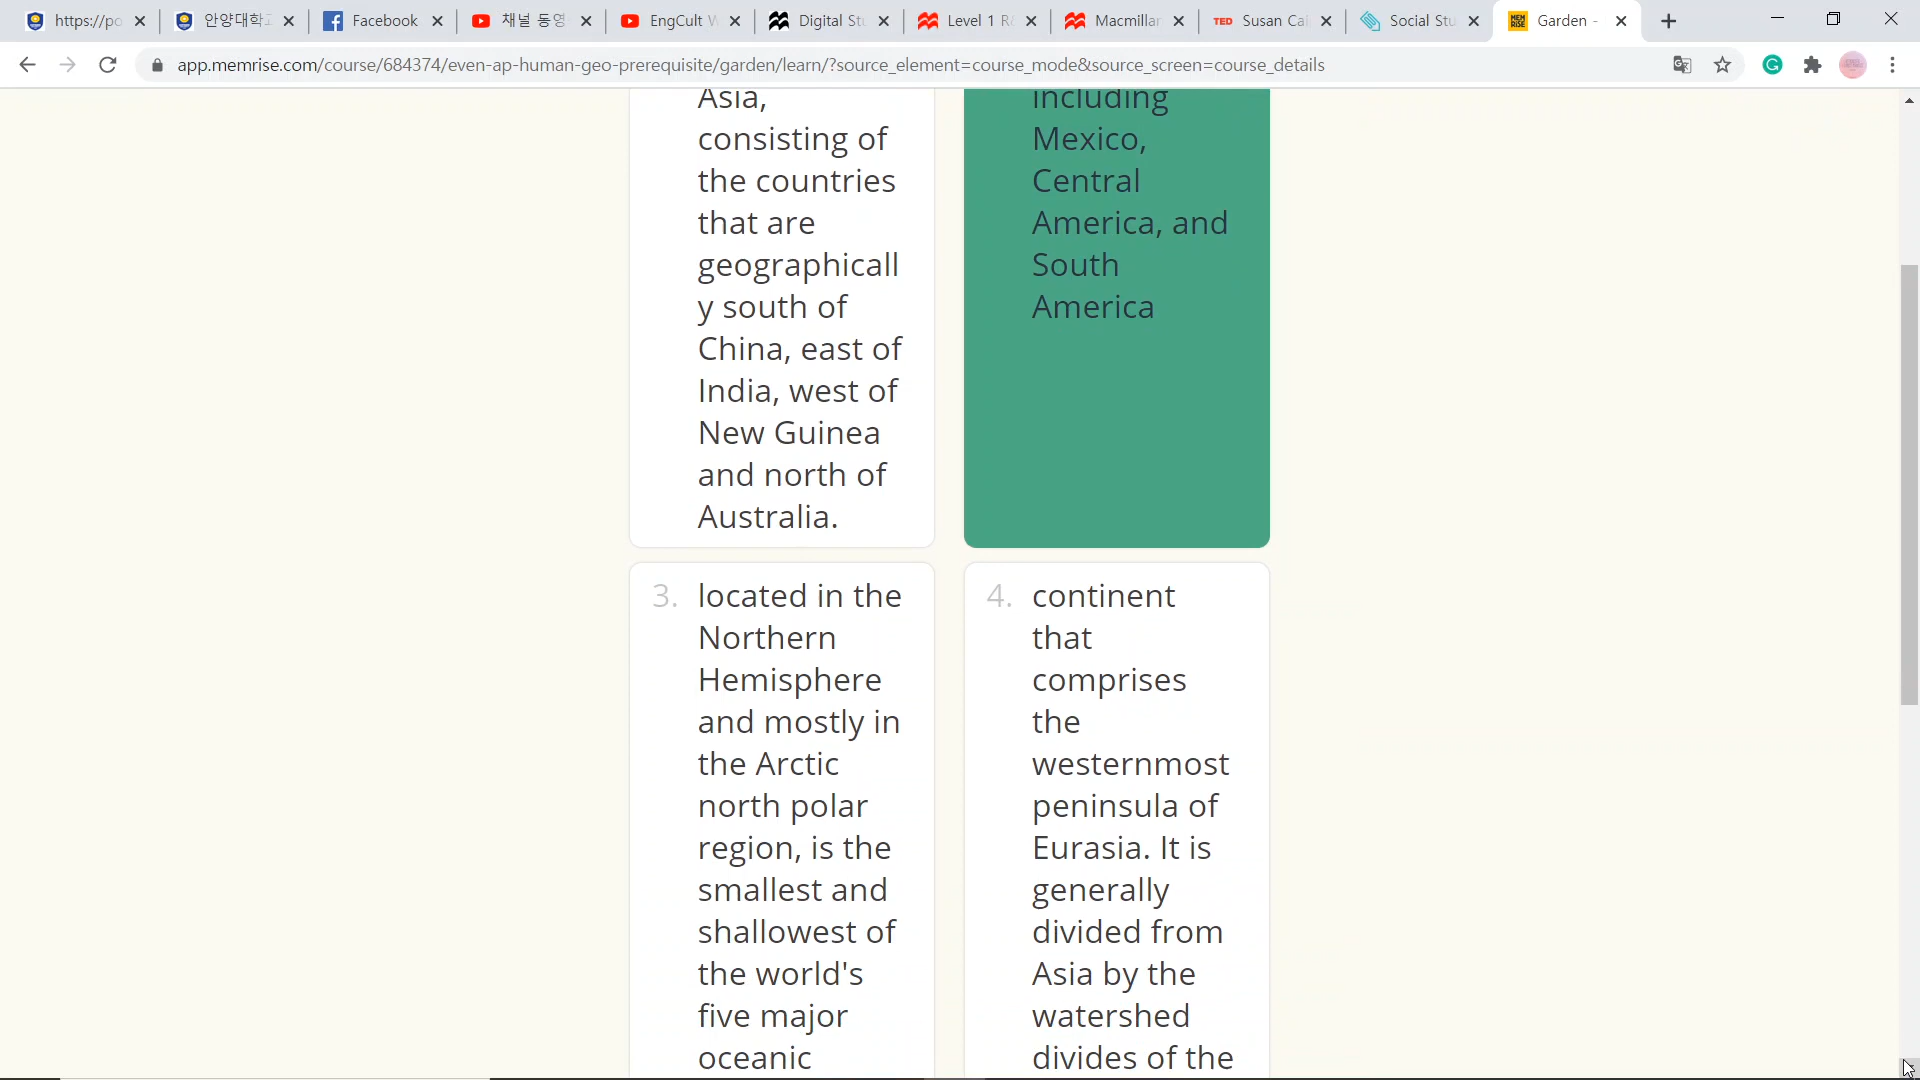 https://po
안양대학교
Facebook
채널 동영
EngCult W
Digital Stu
Level 1 R
Macmillar
TED Susan Cai
Social Stu
MEM RISE Garden -
app.memrise.com/course/684374/even-ap-human-geo-prerequisite/garden/learn/?source_element=course_mode&source_screen=course_details
Asia,
consisting of
the countries
that are
geographicall
y south of
China, east of
India, west of
New Guinea
and north of
Australia.
including
Mexico,
Central
America, and
South
America
3. located in the
Northern
Hemisphere
and mostly in
the Arctic
north polar
region, is the
smallest and
shallowest of
the world's
five major
oceanic
4. continent
that
comprises
the
westernmost
peninsula of
Eurasia. It is
generally
divided from
Asia by the
watershed
divides of the